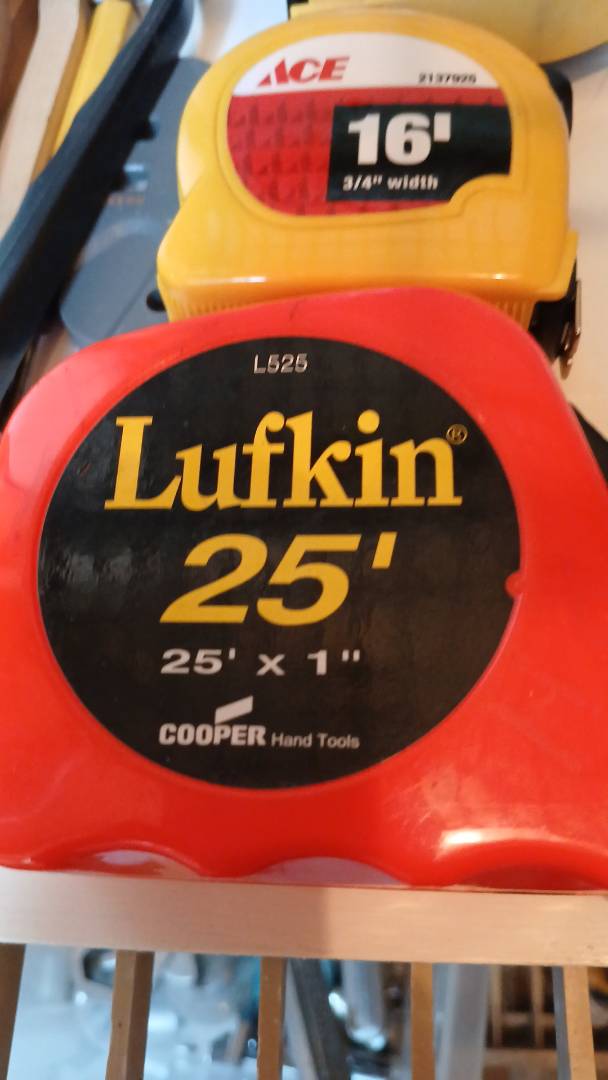 ACE 2137925
16'
3/4" width
L525
Lufkin®
25'
25' x 1"
COOPER Hand Tools